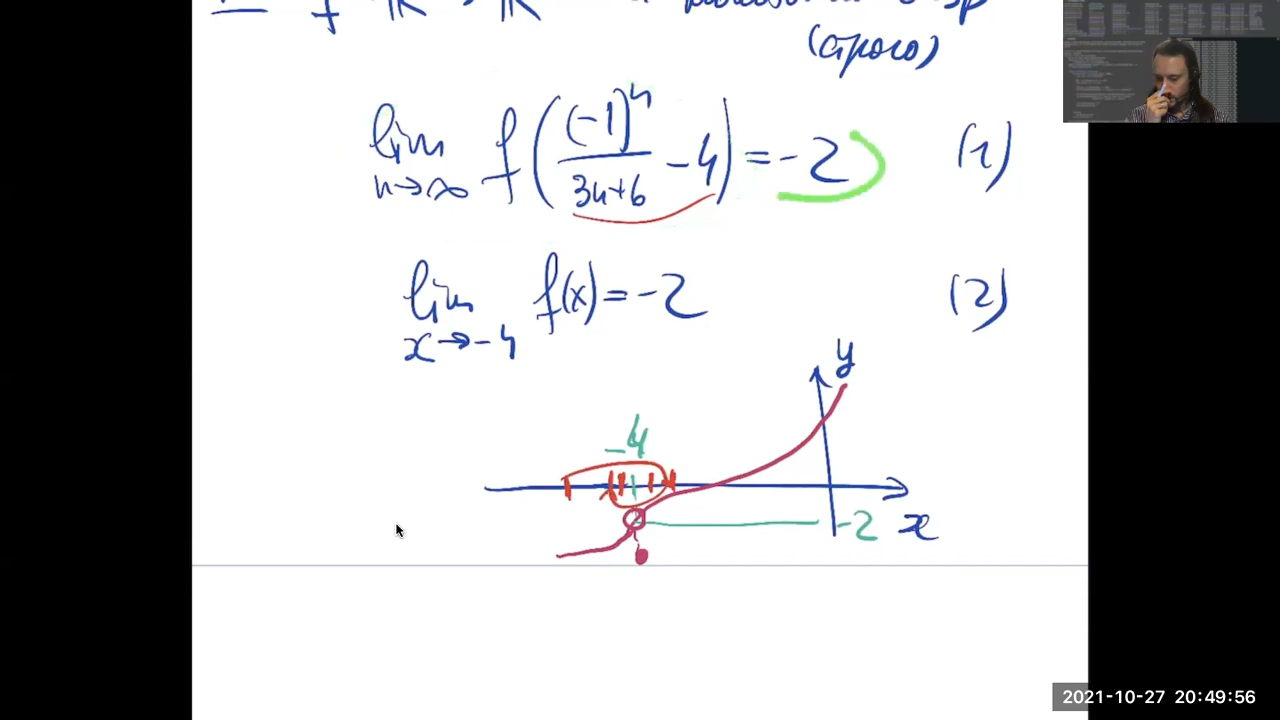 f
(строго)
lim n→∞ f((-1)^n / 3n+6 - 4) = -2 (1)
lim x→-4 f(x) = -2 (2)
y
-4
-2 x
2021-10-27 20:49:56